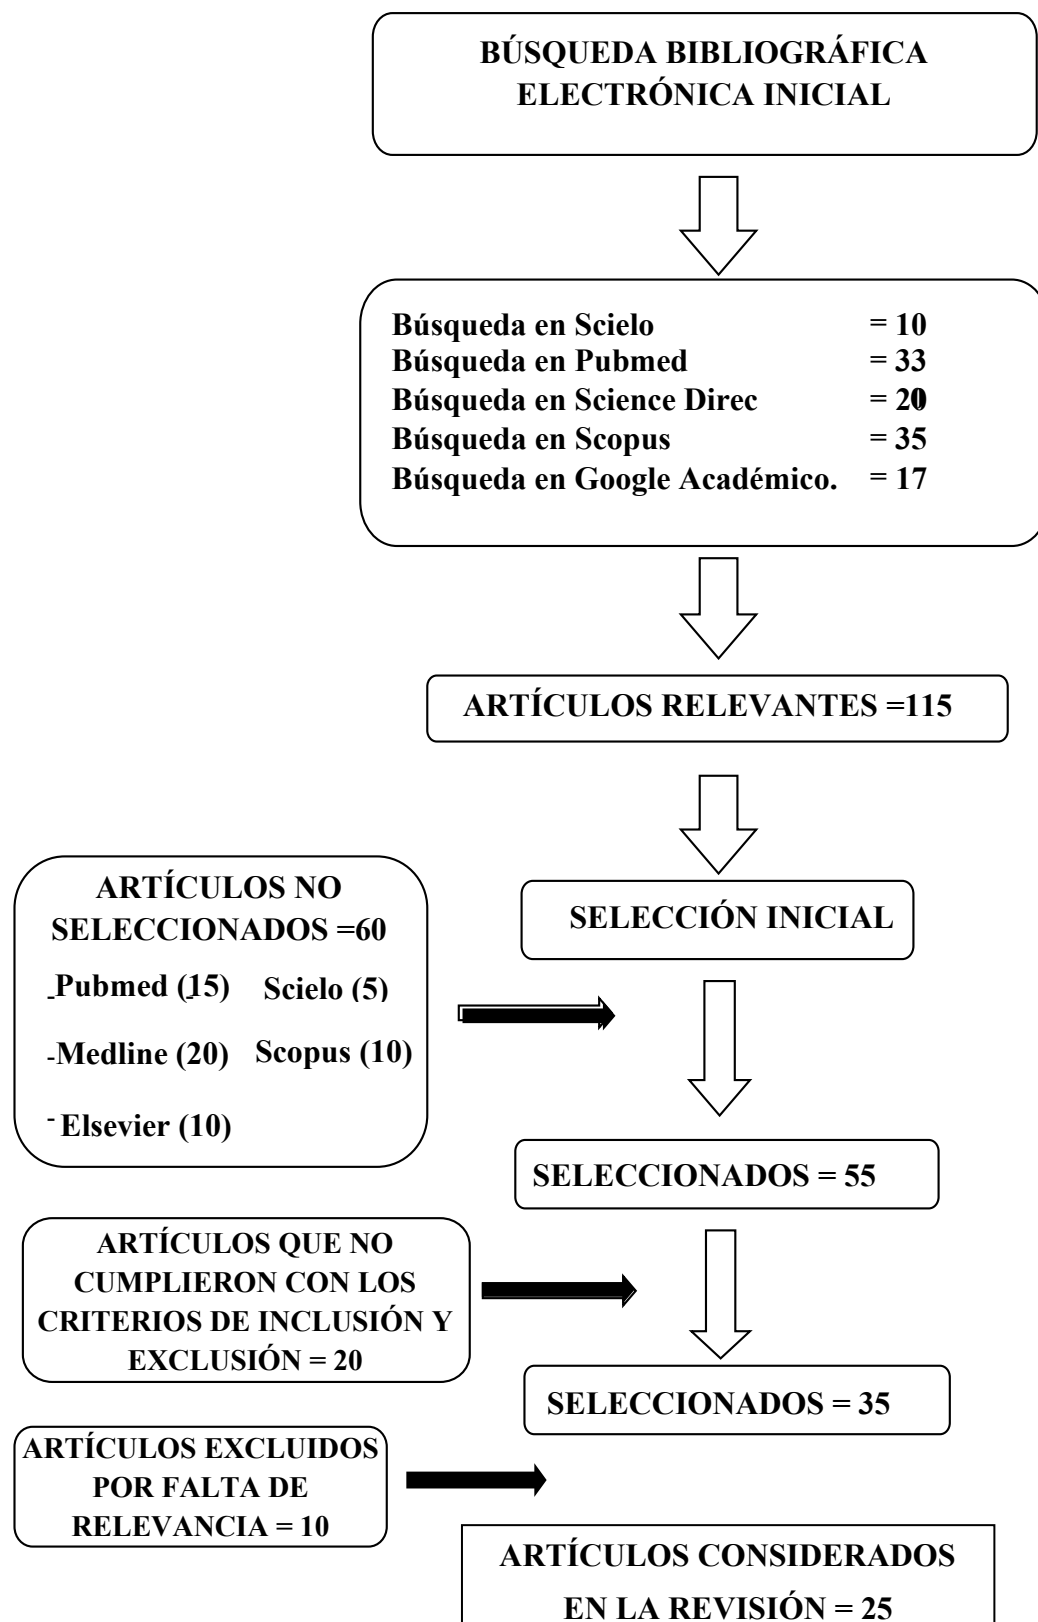 BÚSQUEDA BIBLIOGRÁFICA
ELECTRÓNICA INICIAL
Búsqueda en Scielo = 10
Búsqueda en Pubmed = 33
Búsqueda en Science Direc = 20
Búsqueda en Scopus = 35
Búsqueda en Google Académico. = 17
ARTÍCULOS RELEVANTES =115
SELECCIÓN INICIAL
ARTÍCULOS NO
SELECCIONADOS =60
-Pubmed (15) Scielo (5)
-Medline (20) Scopus (10)
-Elsevier (10)
SELECCIONADOS = 55
ARTÍCULOS QUE NO
CUMPLIERON CON LOS
CRITERIOS DE INCLUSIÓN Y
EXCLUSIÓN = 20
SELECCIONADOS = 35
ARTÍCULOS EXCLUIDOS
POR FALTA DE
RELEVANCIA = 10
ARTÍCULOS CONSIDERADOS
EN LA REVISIÓN = 25